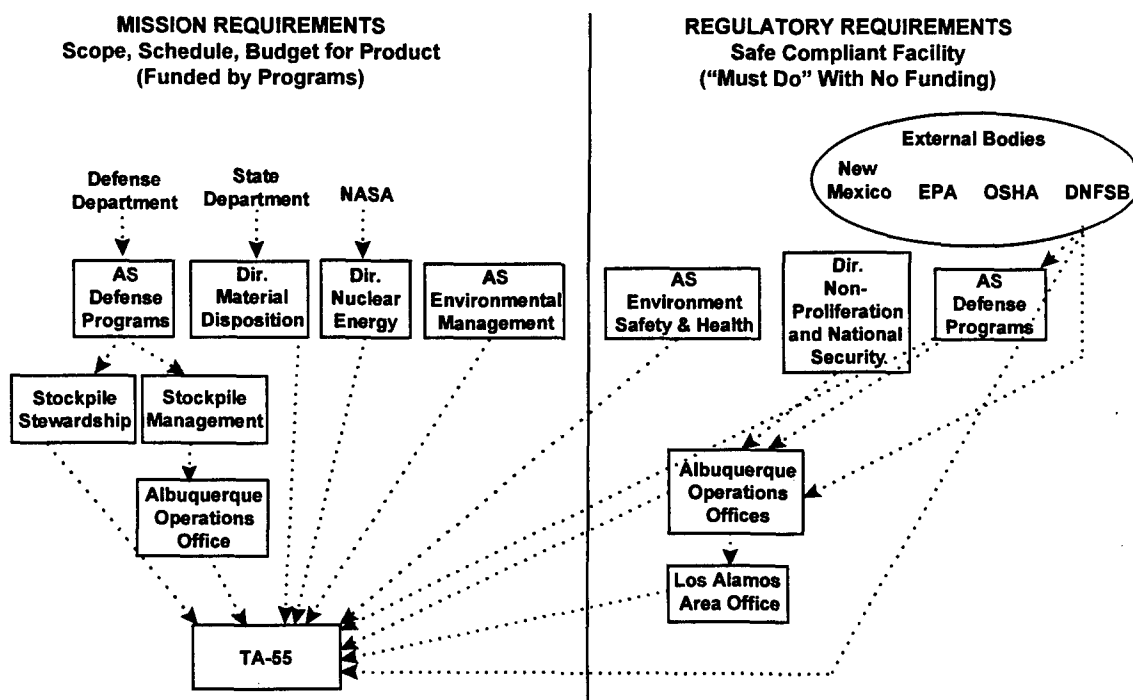 MISSION REQUIREMENTS
Scope, Schedule, Budget for Product
(Funded by Programs)
REGULATORY REQUIREMENTS
Safe Compliant Facility
("Must Do" With No Funding)
External Bodies
New
Mexico EPA OSHA DNFSB
Defense
Department
State
Department
NASA
AS
Defense
Programs
Dir.
Material
Disposition
Dir.
Nuclear
Energy
AS
Environmental
Management
AS
Environment
Safety & Health
Dir.
Non-
Proliferation
and National
Security.
AS
Defense
Programs
Stockpile
Stewardship
Stockpile
Management
Albuquerque
Operations
Office
Albuquerque
Operations
Offices
Los Alamos
Area Office
TA-55